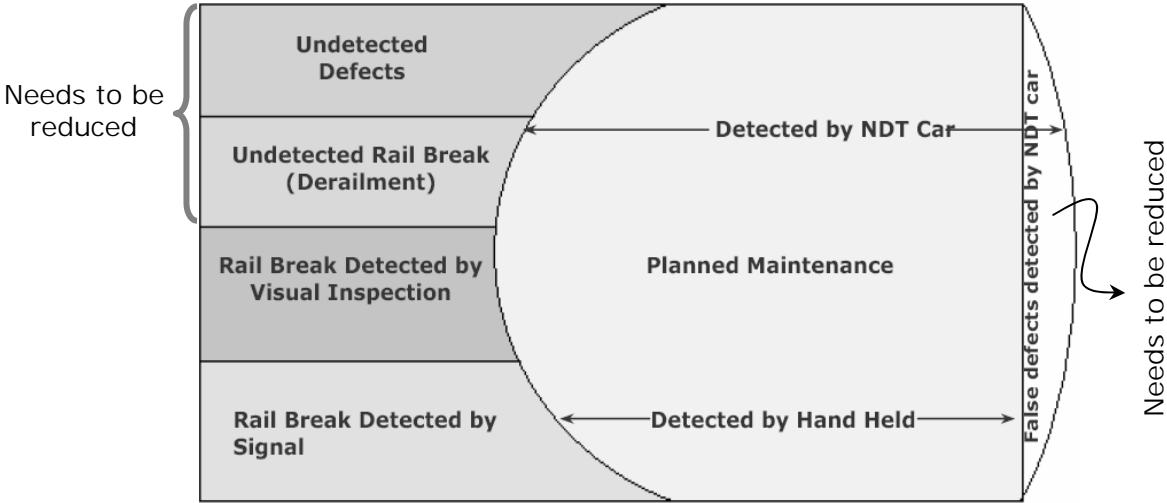 Needs to be
reduced
Undetected
Defects
Undetected Rail Break
(Derailment)
Rail Break Detected by
Visual Inspection
Rail Break Detected by
Signal
Detected by NDT Car
Planned Maintenance
Detected by Hand Held
False defects detected by NDT car
Needs to be reduced